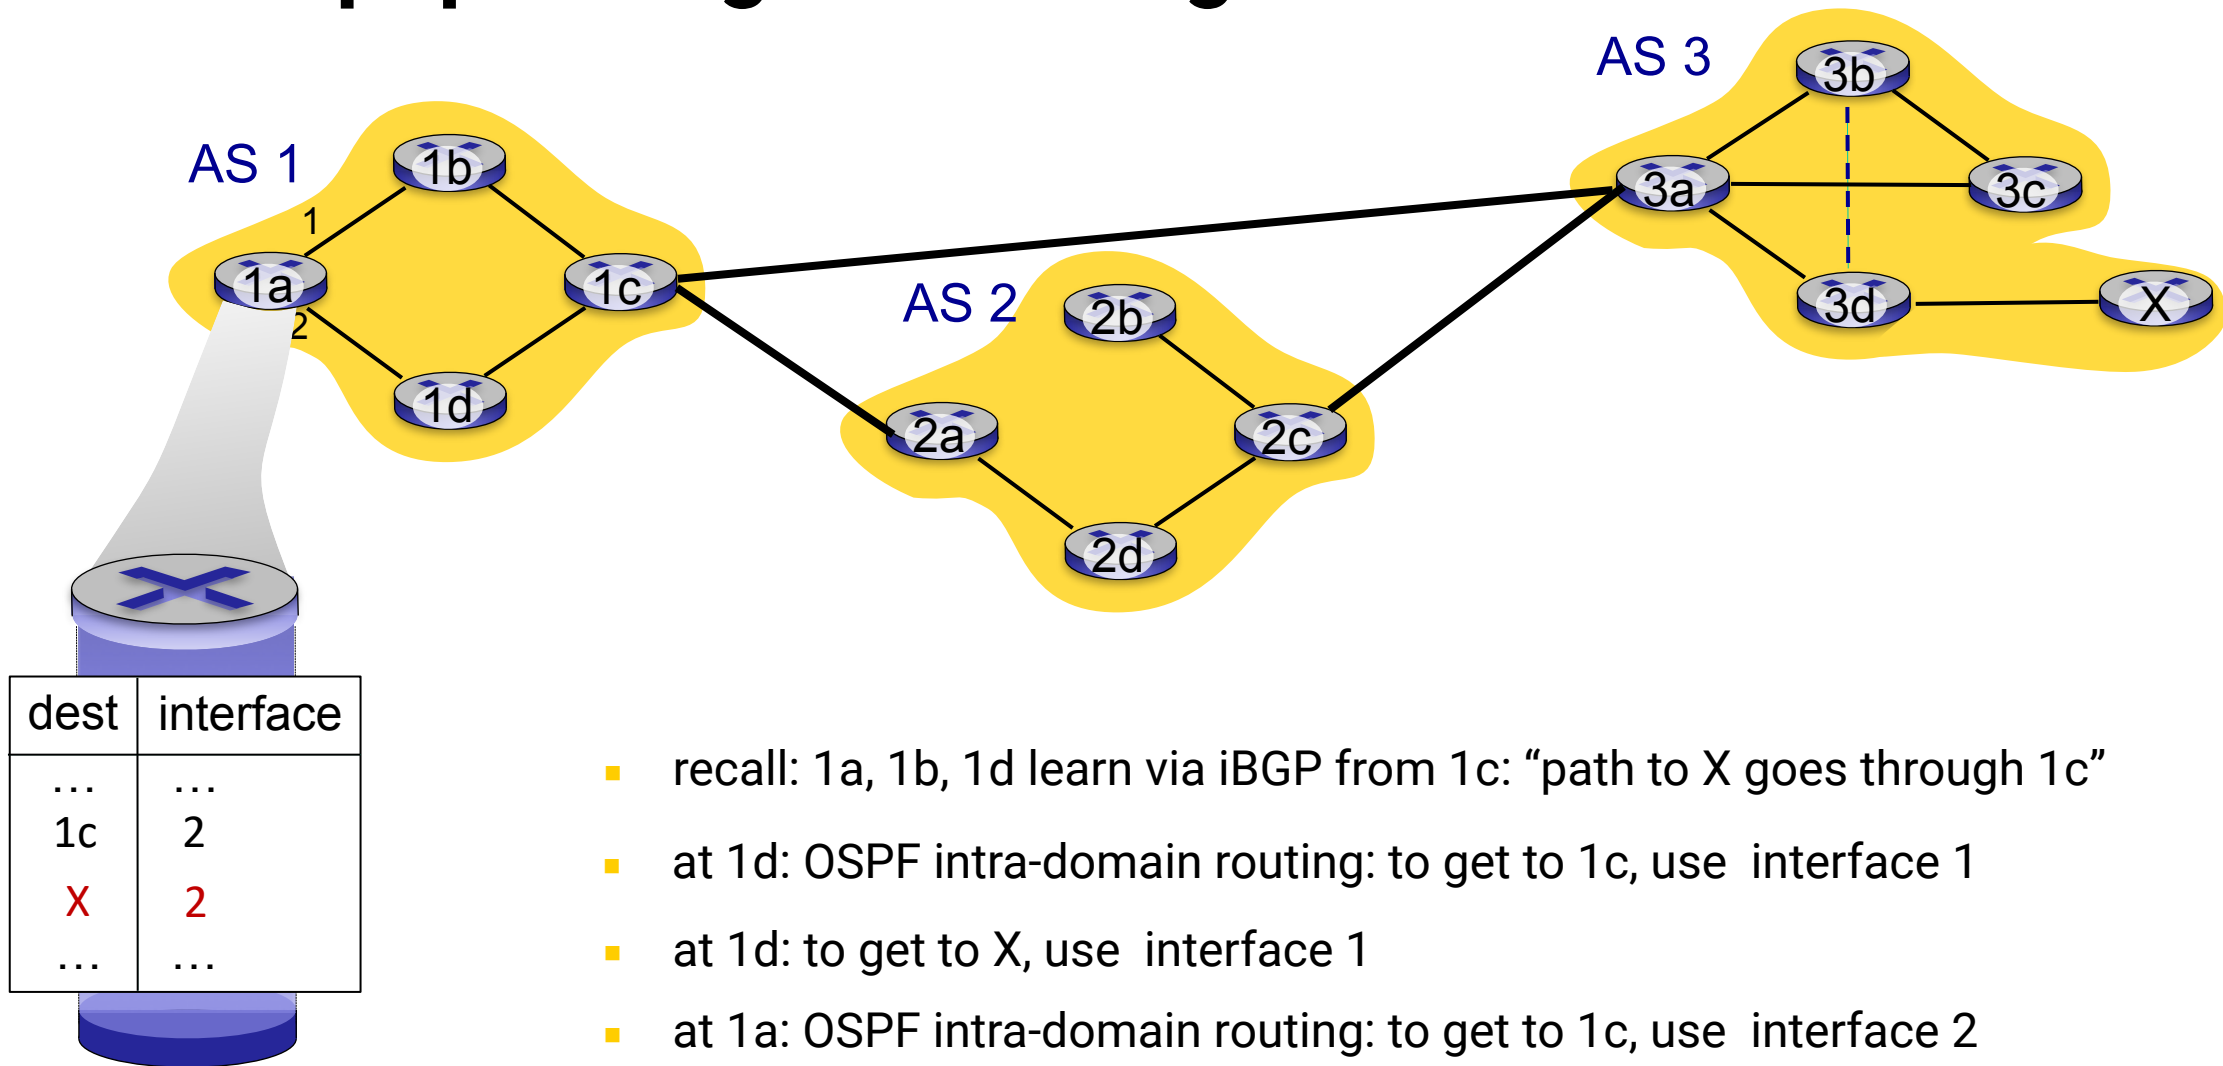 AS 3
3b
AS 1
1b
3a
3c
1
1a
1c
AS 2
2b
3d
X
2
1d
2a
2c
2d
dest interface
... ...
1c 2
X 2
... ...
▪ recall: 1a, 1b, 1d learn via iBGP from 1c: “path to X goes through 1c”
▪ at 1d: OSPF intra-domain routing: to get to 1c, use interface 1
▪ at 1d: to get to X, use interface 1
▪ at 1a: OSPF intra-domain routing: to get to 1c, use interface 2